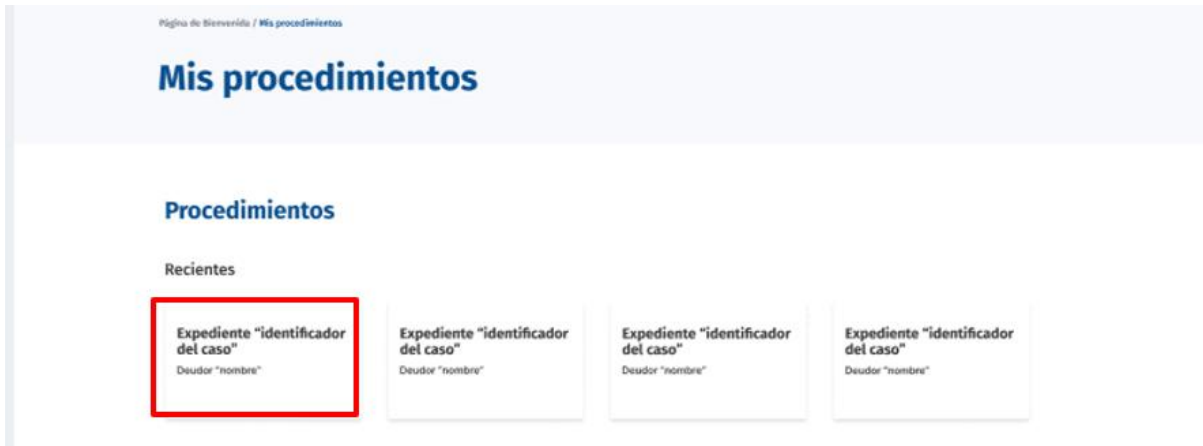 Página de Bienvenida / Mis procedimientos
Mis procedimientos
Procedimientos
Recientes
Expediente "identificador
del caso"
Deudor "nombre"
Expediente "identificador
del caso"
Deudor "nombre"
Expediente "identificador
del caso"
Deudor "nombre"
Expediente "identificador
del caso"
Deudor "nombre"